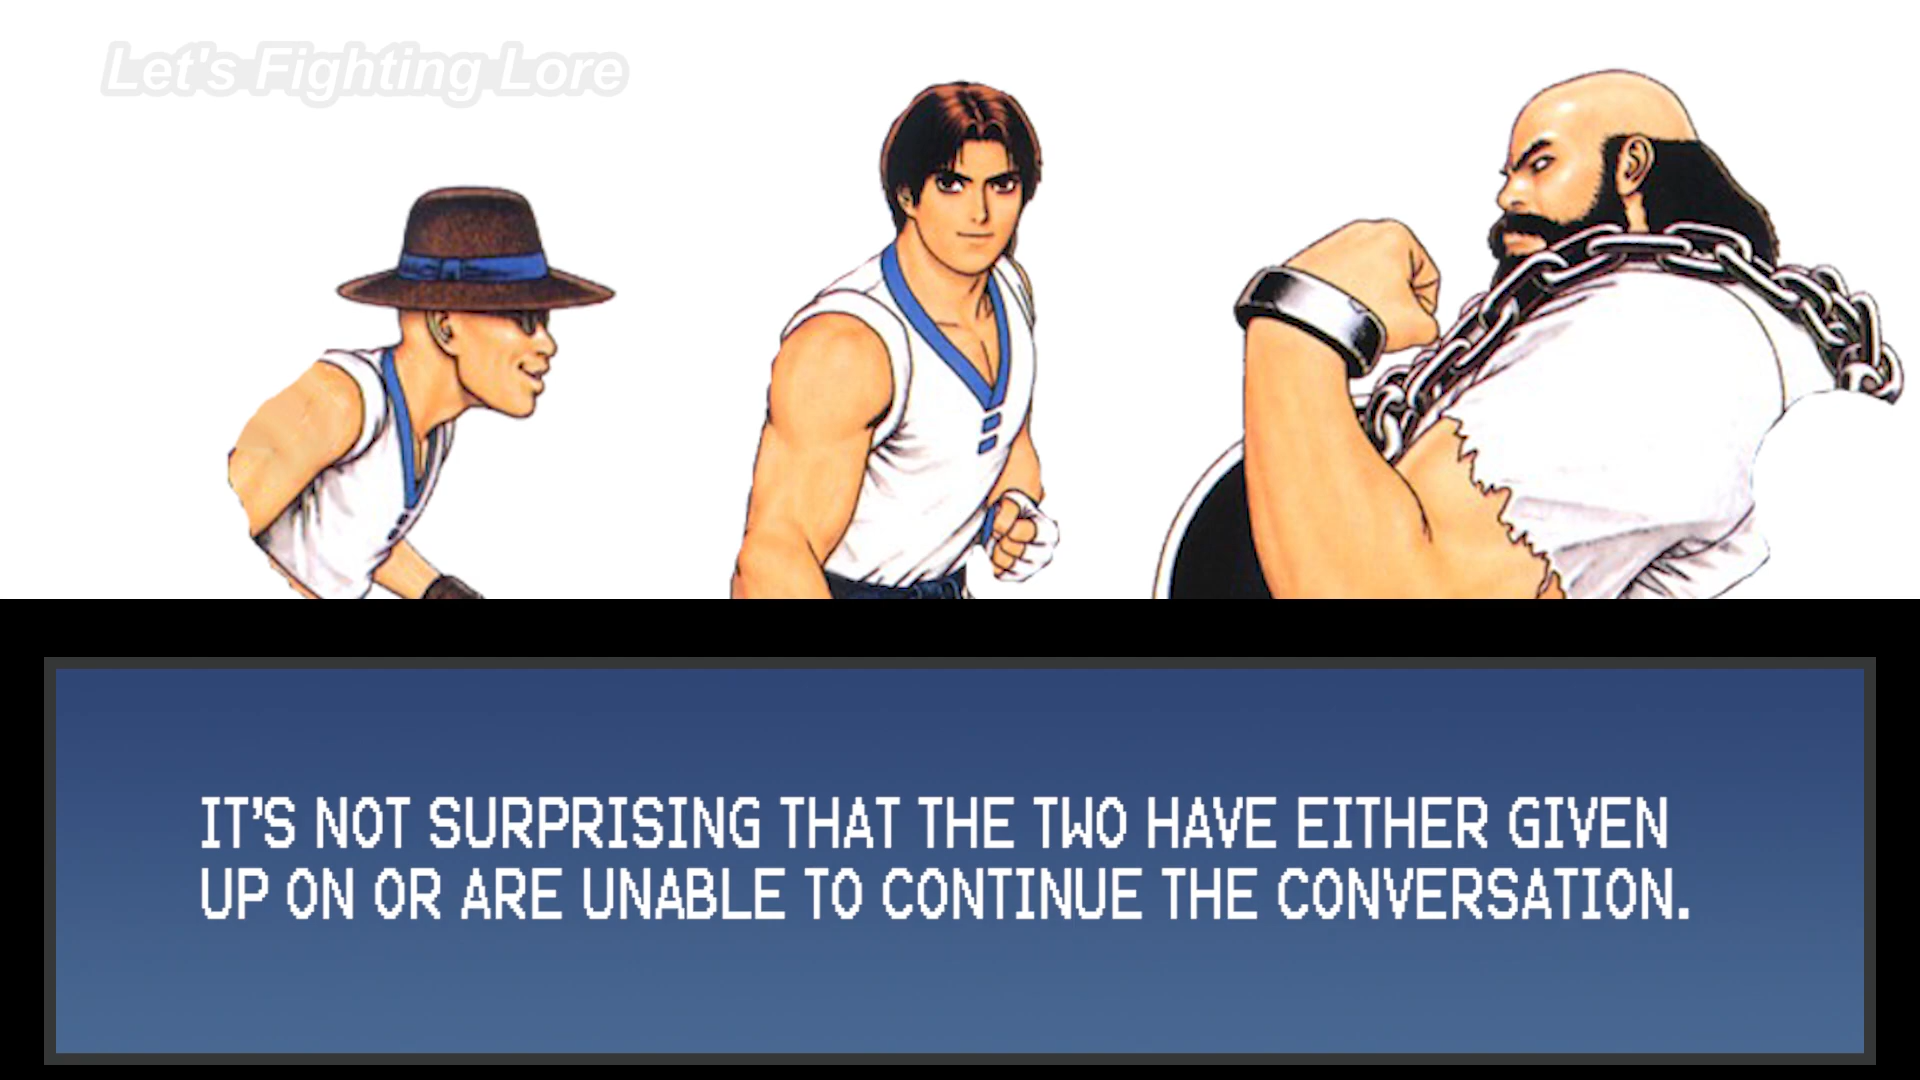 Let's Fighting Lore
IT'S NOT SURPRISING THAT THE TWO HAVE EITHER GIVEN
UP ON OR ARE UNABLE TO CONTINUE THE CONVERSATION.